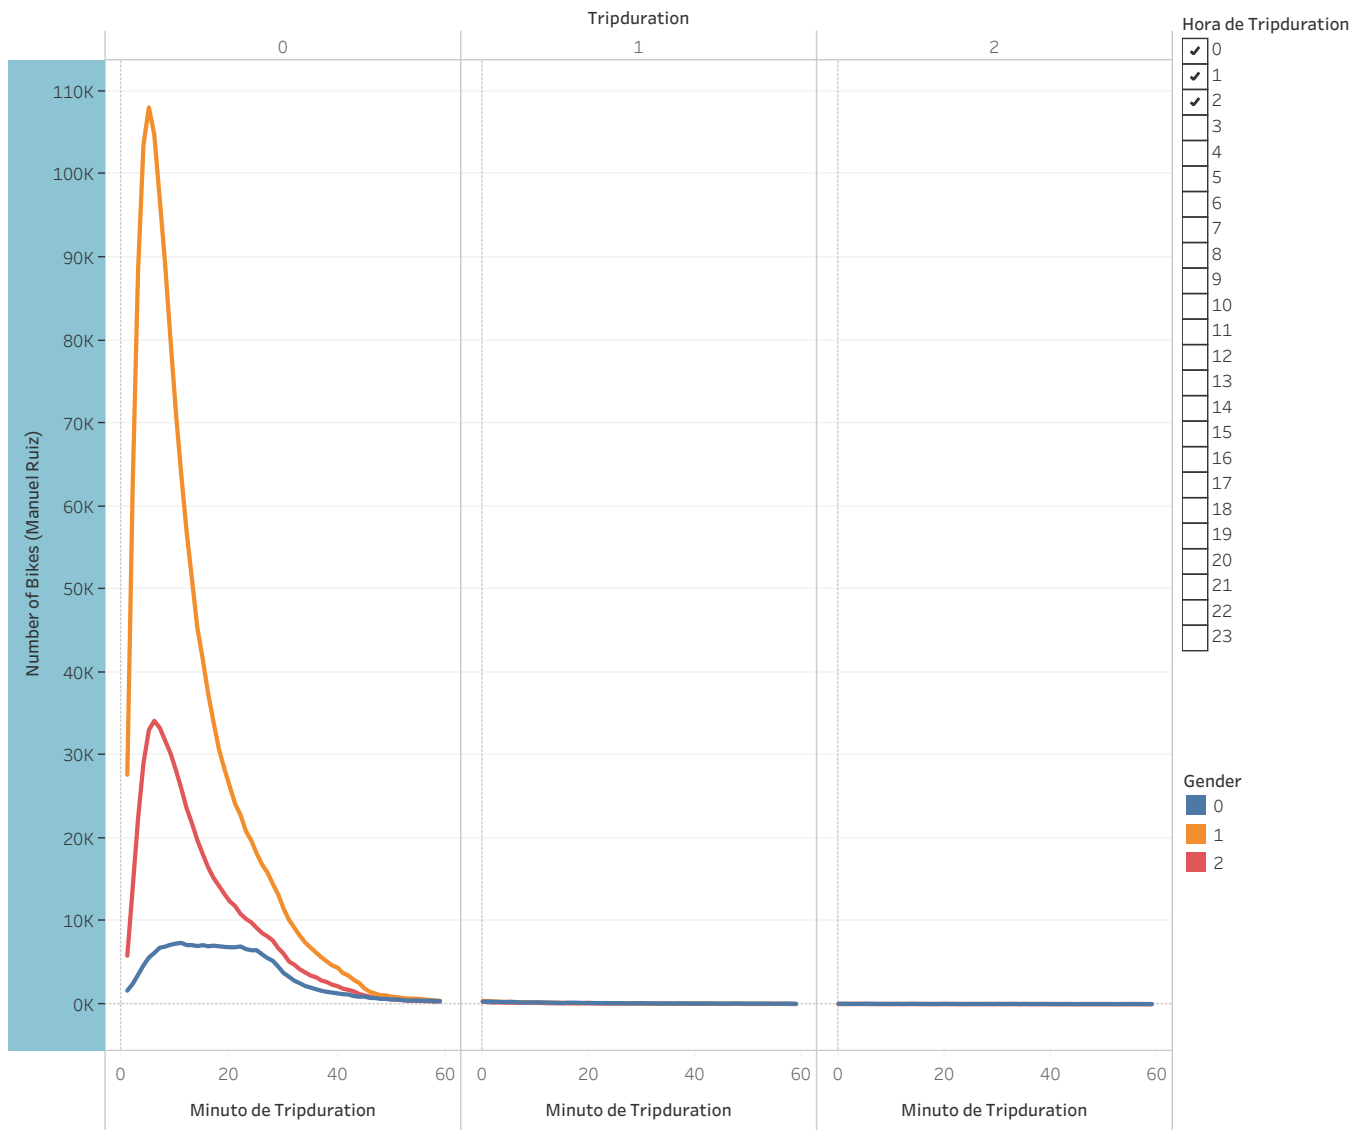 Tripduration
0 1 2
110K
100K
90K
80K
70K
60K
50K
40K
30K
20K
10K
0K
Number of Bikes (Manuel Ruiz)
0 20 40 60 0 20 40 60 0 20 40 60
Minuto de Tripduration Minuto de Tripduration Minuto de Tripduration
Hora de Tripduration
0
1
2
3
4
5
6
7
8
9
10
11
12
13
14
15
16
17
18
19
20
21
22
23
Gender
0
1
2